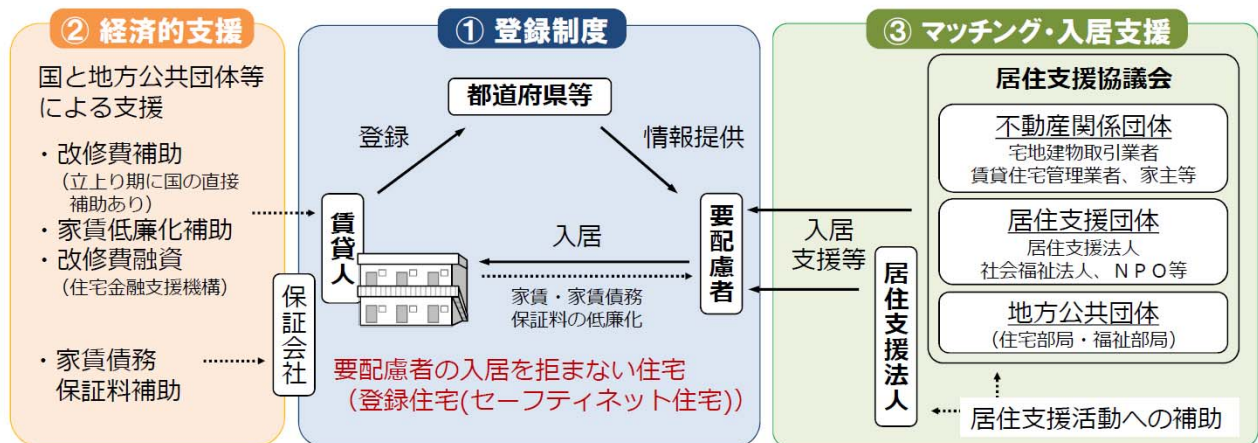 ② 経済的支援
国と地方公共団体等
による支援
・改修費補助
(立上り期に国の直接
補助あり)
・家賃低廉化補助
・改修費融資
(住宅金融支援機構)
・家賃債務
保証料補助
保証会社
① 登録制度
都道府県等
登録
情報提供
賃貸人
入居
要配慮者
家賃・家賃債務
保証料の低廉化
要配慮者の入居を拒まない住宅
(登録住宅(セーフティネット住宅))
③ マッチング・入居支援
居住支援協議会
不動産関係団体
宅地建物取引業者
賃貸住宅管理業者、家主等
居住支援団体
居住支援法人
社会福祉法人、NPO等
地方公共団体
(住宅部局・福祉部局)
入居
支援等
居住支援法人
居住支援活動への補助